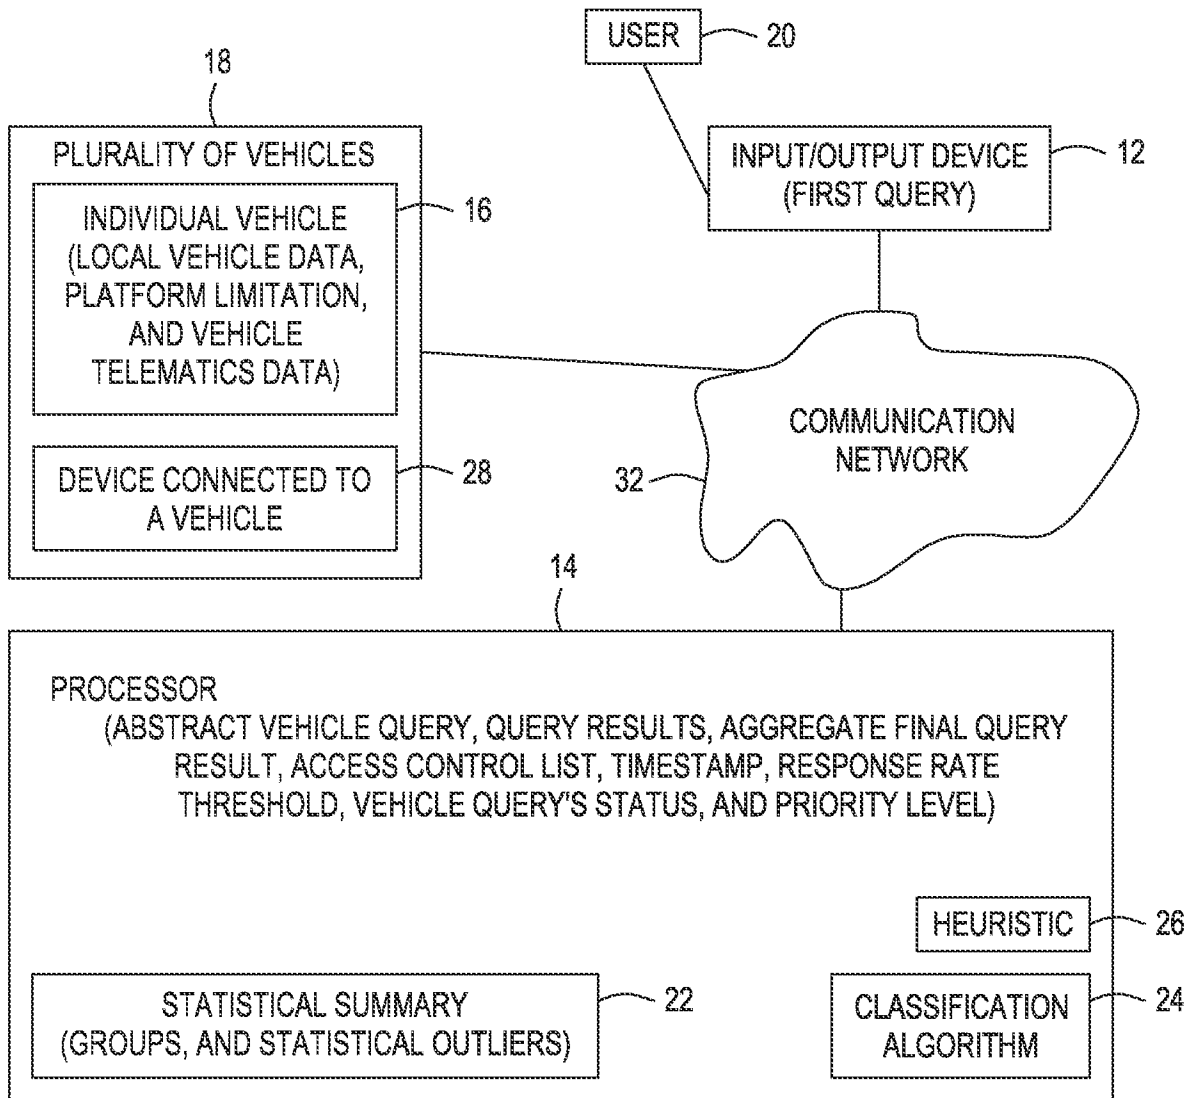 USER
20
18
PLURALITY OF VEHICLES
INPUT/OUTPUT DEVICE
(FIRST QUERY)
12
INDIVIDUAL VEHICLE
(LOCAL VEHICLE DATA,
PLATFORM LIMITATION,
AND VEHICLE
TELEMATICS DATA)
16
COMMUNICATION
NETWORK
32
DEVICE CONNECTED TO
A VEHICLE
28
14
PROCESSOR
(ABSTRACT VEHICLE QUERY, QUERY RESULTS, AGGREGATE FINAL QUERY
RESULT, ACCESS CONTROL LIST, TIMESTAMP, RESPONSE RATE
THRESHOLD, VEHICLE QUERY'S STATUS, AND PRIORITY LEVEL)
HEURISTIC
26
STATISTICAL SUMMARY
(GROUPS, AND STATISTICAL OUTLIERS)
22
CLASSIFICATION
ALGORITHM
24